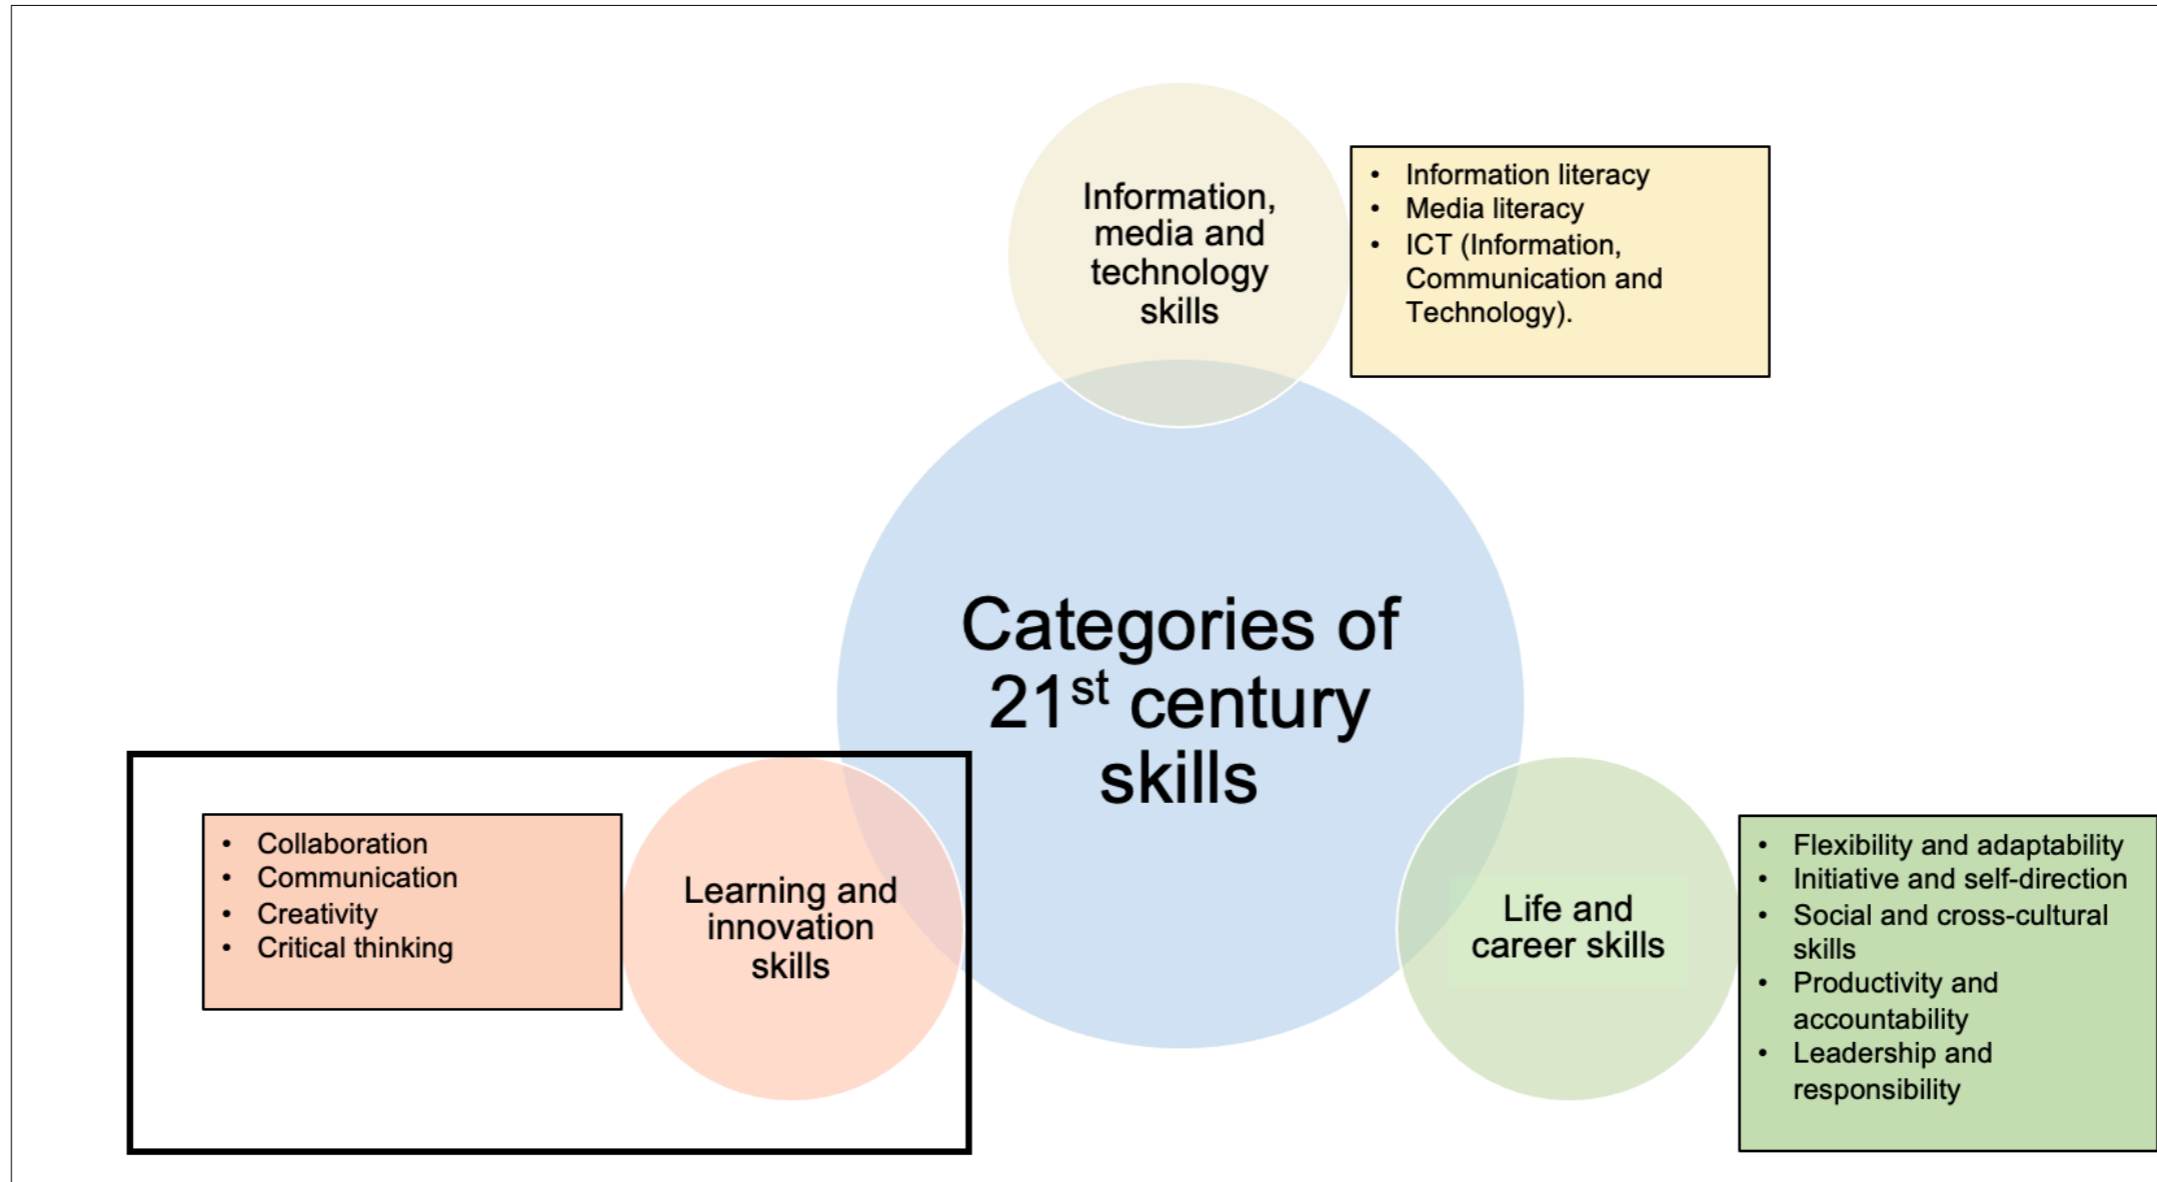 Information,
media and
technology
skills
• Information literacy
• Media literacy
• ICT (Information,
Communication and
Technology).
Categories of
21st century
skills
• Collaboration
• Communication
• Creativity
• Critical thinking
Learning and
innovation
skills
Life and
career skills
• Flexibility and adaptability
• Initiative and self-direction
• Social and cross-cultural
skills
• Productivity and
accountability
• Leadership and
responsibility